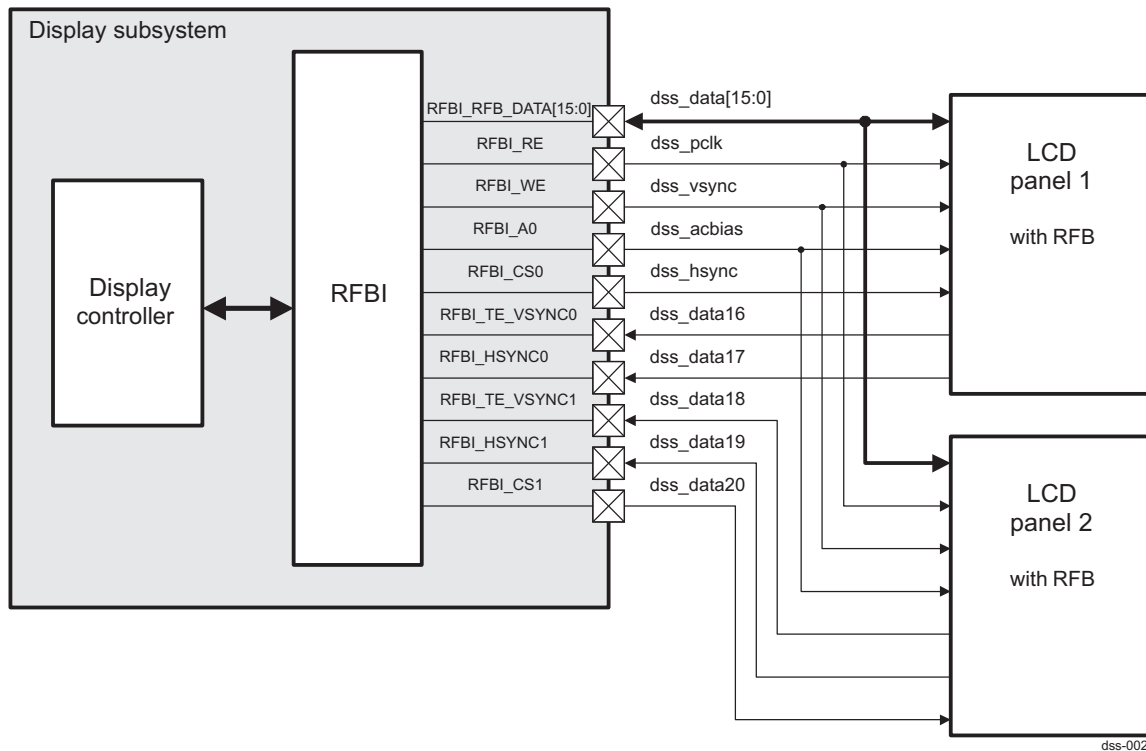 Display subsystem
Display
controller
RFBI
RFBI_RFB_DATA[15:0]
RFBI_RE
RFBI_WE
RFBI_A0
RFBI_CS0
RFBI_TE_VSYNC0
RFBI_HSYNC0
RFBI_TE_VSYNC1
RFBI_HSYNC1
RFBI_CS1
dss_data[15:0]
dss_pclk
dss_vsync
dss_acbias
dss_hsync
dss_data16
dss_data17
dss_data18
dss_data19
dss_data20
LCD
panel 1
with RFB
LCD
panel 2
with RFB
dss-002